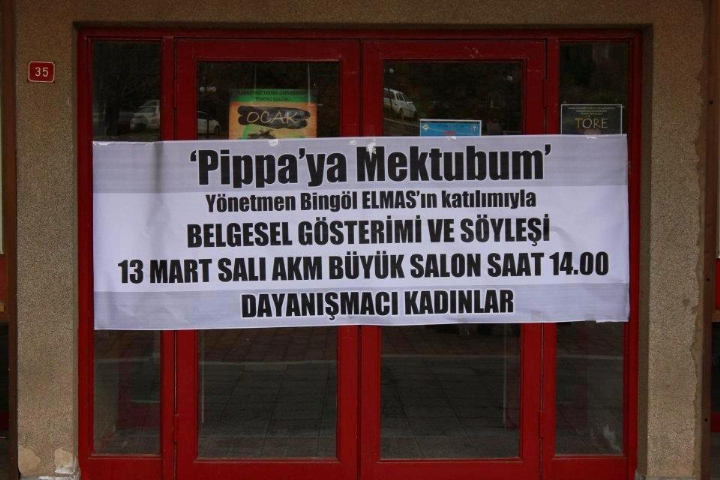 35
OCAK
TÖRE
'Pippa'ya Mektubum'
Yönetmen Bingöl ELMAS'ın katılımıyla
BELGESEL GÖSTERİMİ VE SÖYLEŞİ
13 MART SALI AKM BÜYÜK SALON SAAT 14.00
DAYANIŞMACI KADINLAR